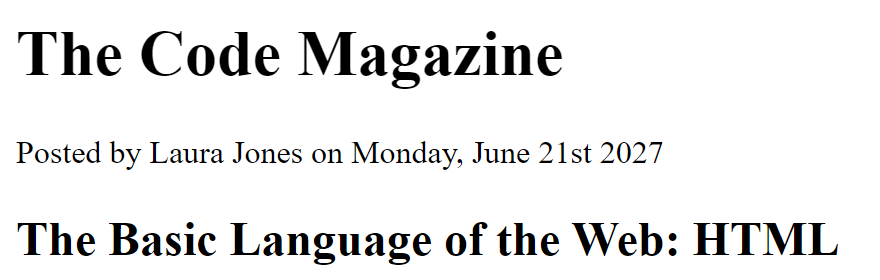 The Code Magazine
Posted by Laura Jones on Monday, June 21st 2027
The Basic Language of the Web: HTML